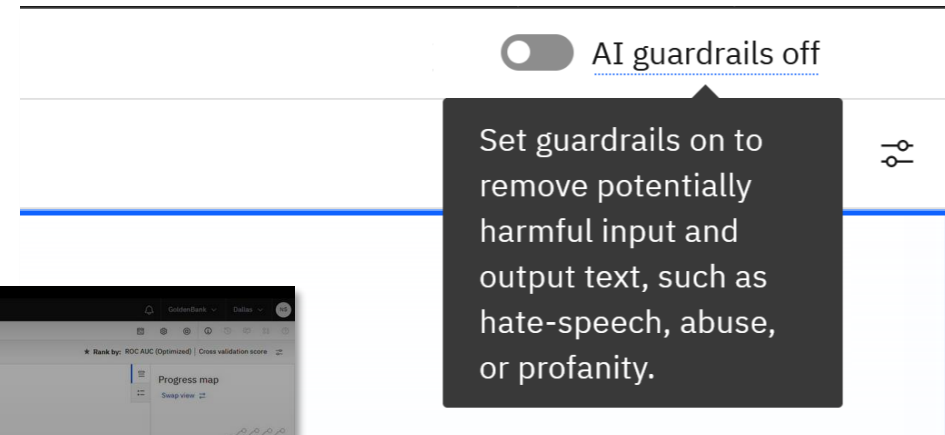 AI guardrails off
Set guardrails on to
remove potentially
harmful input and
output text, such as
hate-speech, abuse,
or profanity.
GoldenBank
Dallas
NS
★ Rank by: ROC AUC (Optimized) | Cross validation score
Progress map
Swap view